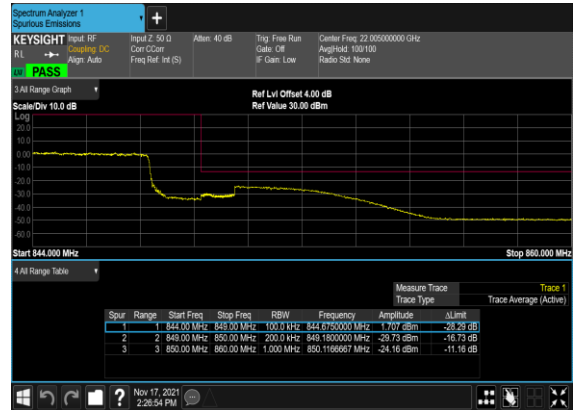 Spectrum Analyzer 1
Spurious Emissions
+
KEYSIGHT Input: RF Input Z: 50 Ω Atten: 40 dB Trig: Free Run Center Freq: 22.005000000 GHz
RL Coupling: DC Corr CCorr Gate: Off Avg|Hold: 100/100
Align: Auto Freq Ref: Int (S) IF Gain: Low Radio Std: None
PASS
3 All Range Graph
Ref Lvl Offset 4.00 dB
Scale/Div 10.0 dB Ref Value 30.00 dBm
Log
20.0
10.0
0.00
-10.0
-20.0
-30.0
-40.0
-50.0
-60.0
Start 844.000 MHz Stop 860.000 MHz
4 All Range Table
Measure Trace Trace 1
Trace Type Trace Average (Active)
Spur Range Start Freq Stop Freq RBW Frequency Amplitude ΔLimit
1 1 844.00 MHz 849.00 MHz 100.0 kHz 844.6750000 MHz 1.707 dBm -28.29 dB
2 2 849.00 MHz 850.00 MHz 200.0 kHz 849.1800000 MHz -29.73 dBm -16.73 dB
3 3 850.00 MHz 860.00 MHz 1.000 MHz 850.1166667 MHz -24.16 dBm -11.16 dB
? Nov 17, 2021
2:26:54 PM